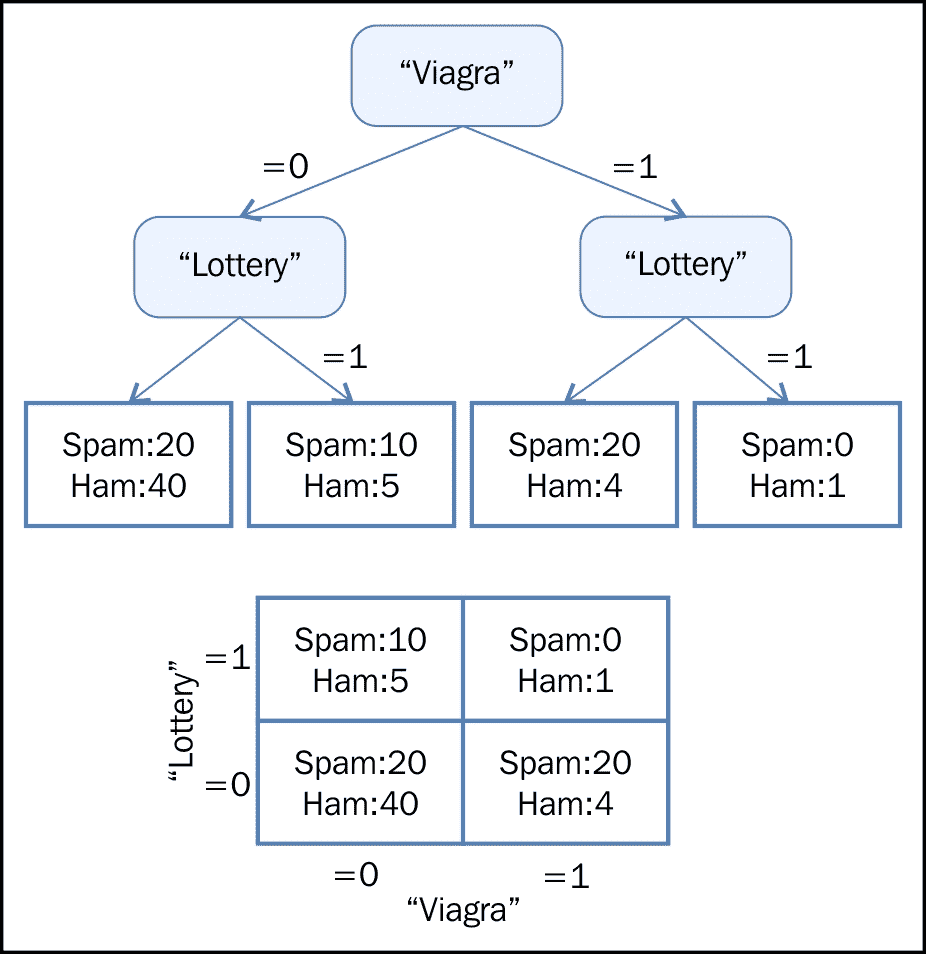 “Viagra”
=0
=1
“Lottery”
“Lottery”
=1
=1
Spam:20
Ham:40
Spam:10
Ham:5
Spam:20
Ham:4
Spam:0
Ham:1
“Lottery”
=1
Spam:10
Ham:5
Spam:0
Ham:1
=0
Spam:20
Ham:40
Spam:20
Ham:4
=0
=1
“Viagra”